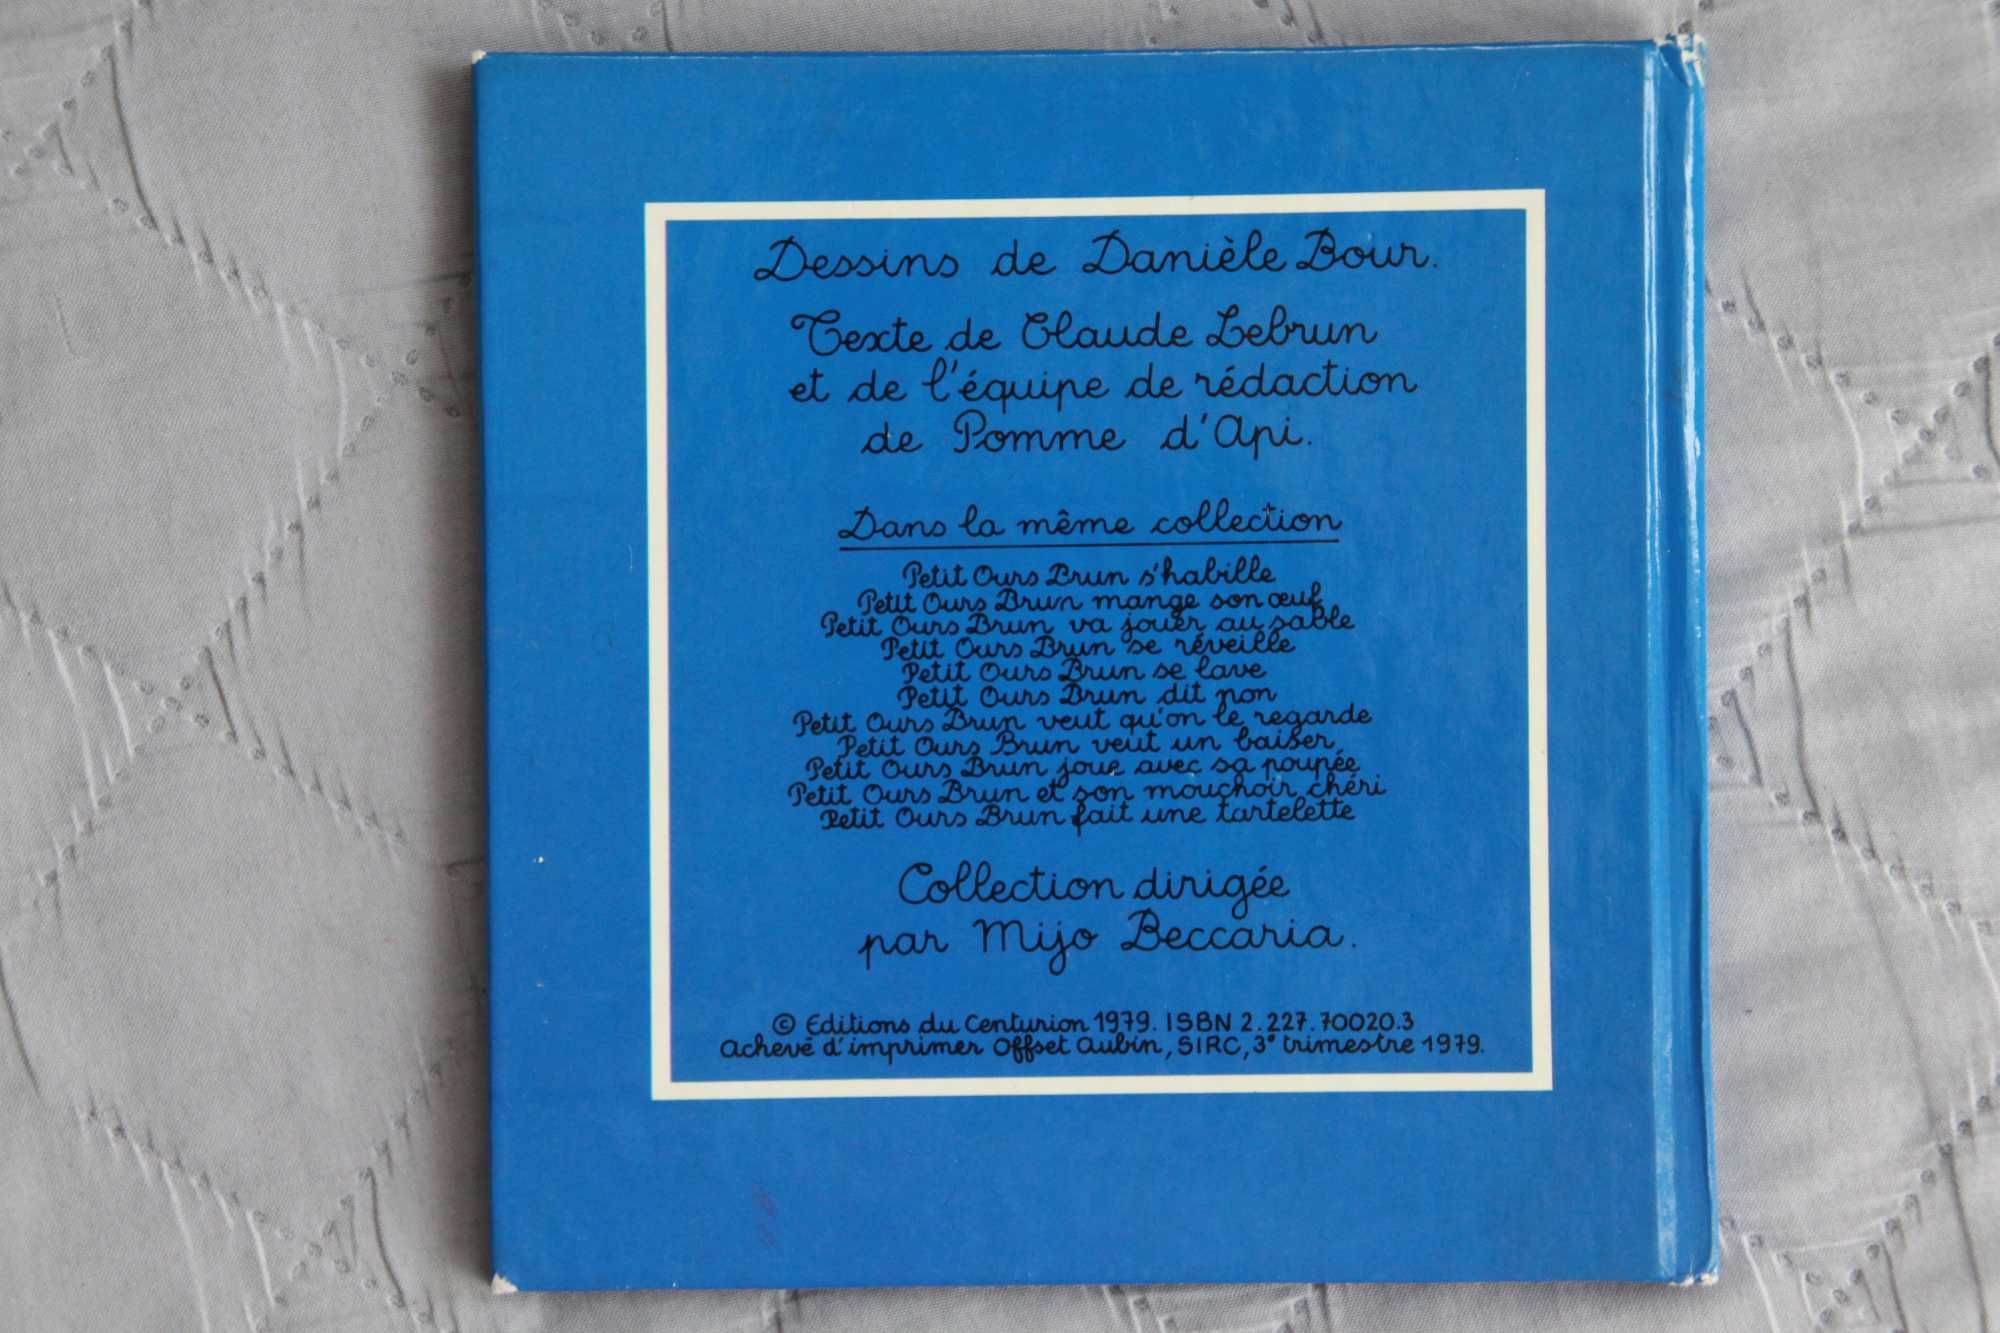 Dessins de Danièle Bour.
Texte de Claude Lebrun
et de l'équipe de rédaction
de Pomme d'Api.
Dans la même collection
Petit Ours Brun s'habille
Petit Ours Brun mange son œuf
Petit Ours Brun va jouer au sable
Petit Ours Brun se réveille
Petit Ours Brun se lave
Petit Ours Brun dit non
Petit Ours Brun veut qu'on le regarde
Petit Ours Brun veut un baiser
Petit Ours Brun joue avec sa poupée
Petit Ours Brun et son mouchoir chéri
Petit Ours Brun fait une tartelette
Collection dirigée
par Mijo Beccaria.
© Editions du Centurion 1979. ISBN 2.227.70020.3
Achevé d'imprimer Offset Aubin, SIRC, 3e trimestre 1979.